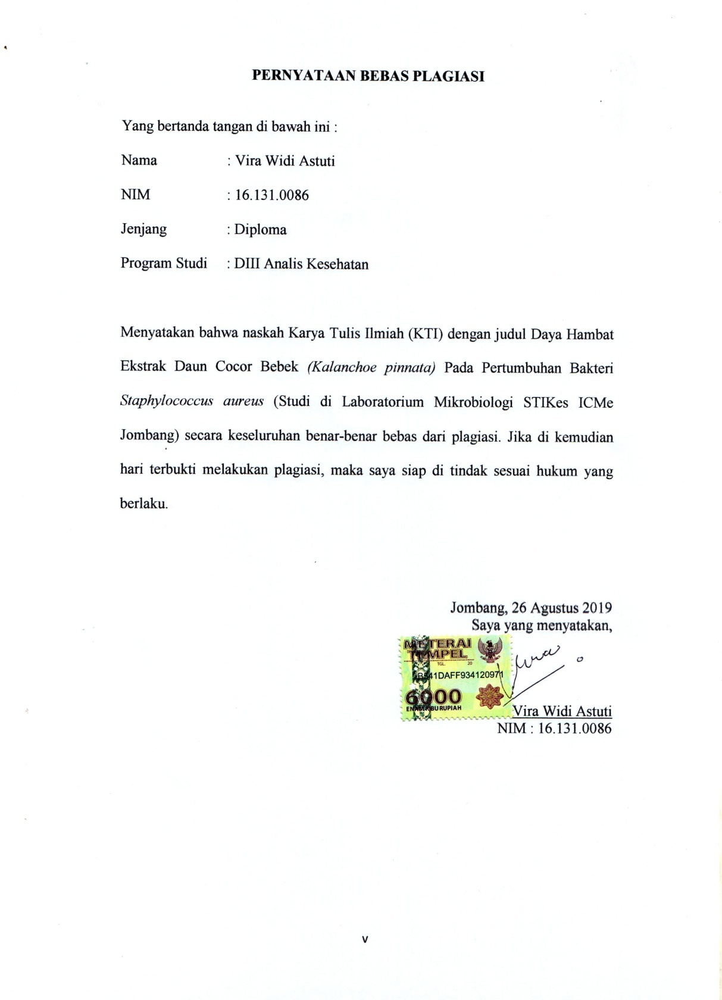 PERNYATAAN BEBAS PLAGIASI
Yang bertanda tangan di bawah ini :
Nama : Vira Widi Astuti
NIM : 16.131.0086
Jenjang : Diploma
Program Studi : DIII Analis Kesehatan
Menyatakan bahwa naskah Karya Tulis Ilmiah (KTI) dengan judul Daya Hambat
Ekstrak Daun Cocor Bebek (Kalanchoe pinnata) Pada Pertumbuhan Bakteri
Staphylococcus aureus (Studi di Laboratorium Mikrobiologi STIKes ICMe
Jombang) secara keseluruhan benar-benar bebas dari plagiasi. Jika di kemudian
hari terbukti melakukan plagiasi, maka saya siap di tindak sesuai hukum yang
berlaku.
Jombang, 26 Agustus 2019
Saya yang menyatakan,
METERAI
TEMPEL
TGL. 20
6000
ENAM RIBU RUPIAH
Vira Widi Astuti
NIM : 16.131.0086
v